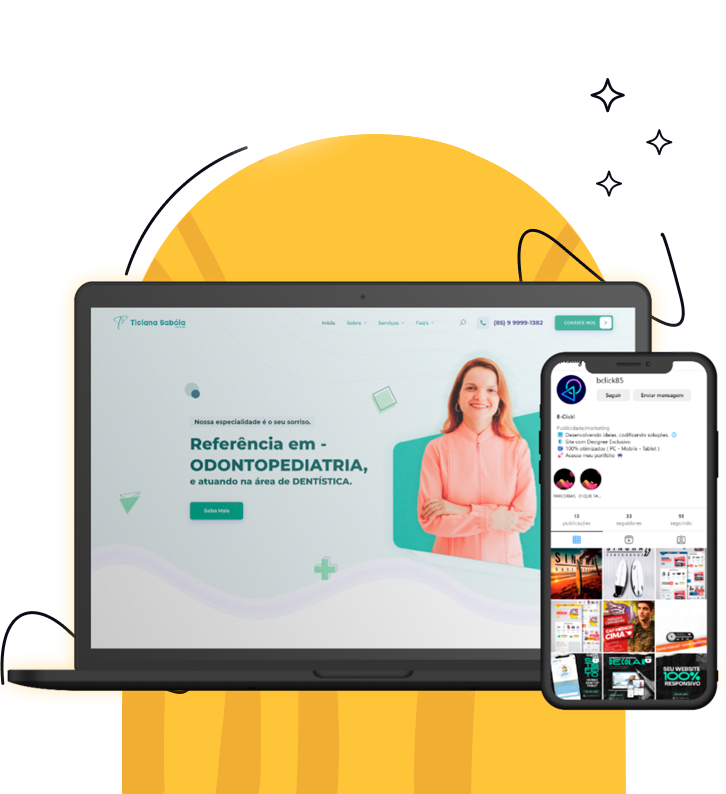 Ticiana Sabóia
Início Sobre Serviços Faq's (85) 9 9999-1382 CONTATE-NOS
Nossa especialidade é o seu sorriso.
Referência em -
ODONTOPEDIATRIA,
e atuando na área de DENTÍSTICA.
Saiba Mais
bclick85
Seguir Enviar mensagem
B-Click!
Publicidade/marketing
Desenvolvendo ideias, codificando soluções.
Site com Designer Exclusivo
100% otimizados ( PC - Mobile - Tablet )
Acesse meu portfólio
PARCERIAS O QUE FA...
13 33 98
publicações seguidores seguindo
CIMA
DECOLAR
SEU WEBSITE
100%
RESPONSIVO